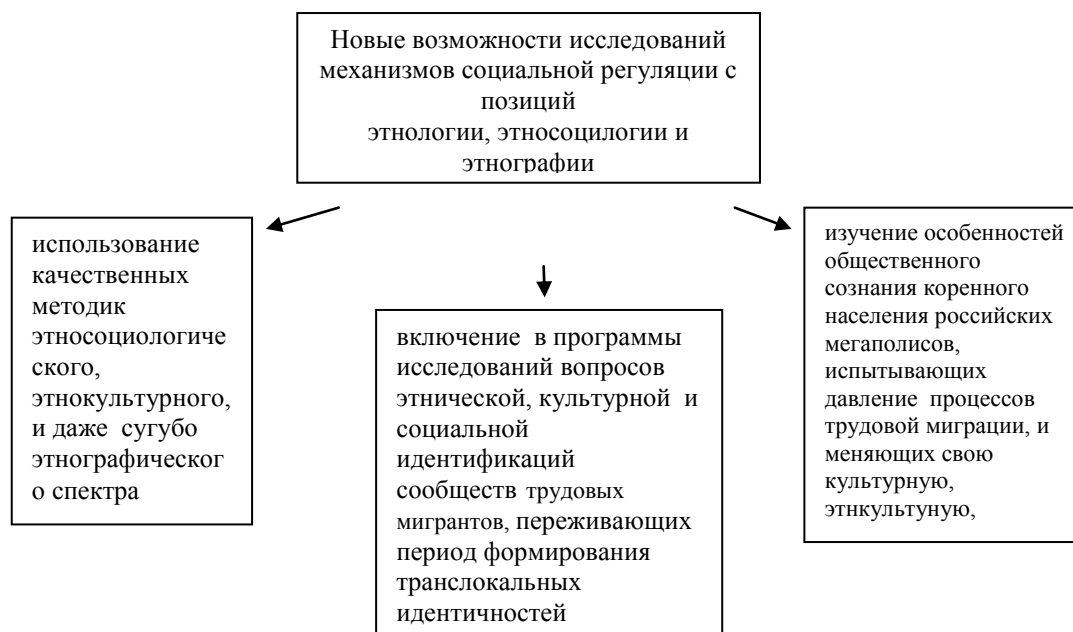 Новые возможности исследований
механизмов социальной регуляции с
позиций
этнологии, этносоцилогии и
этнографии
использование
качественных
методик
этносоциологиче
ского,
этнокультурного,
и даже сугубо
этнографическог
о спектра
включение в программы
исследований вопросов
этнической, культурной и
социальной
идентификаций
сообществ трудовых
мигрантов, переживающих
период формирования
транслокальных
идентичностей
изучение особенностей
общественного
сознания коренного
населения российских
мегаполисов,
испытывающих
давление процессов
трудовой миграции, и
меняющих свою
культурную,
этнкультуную,